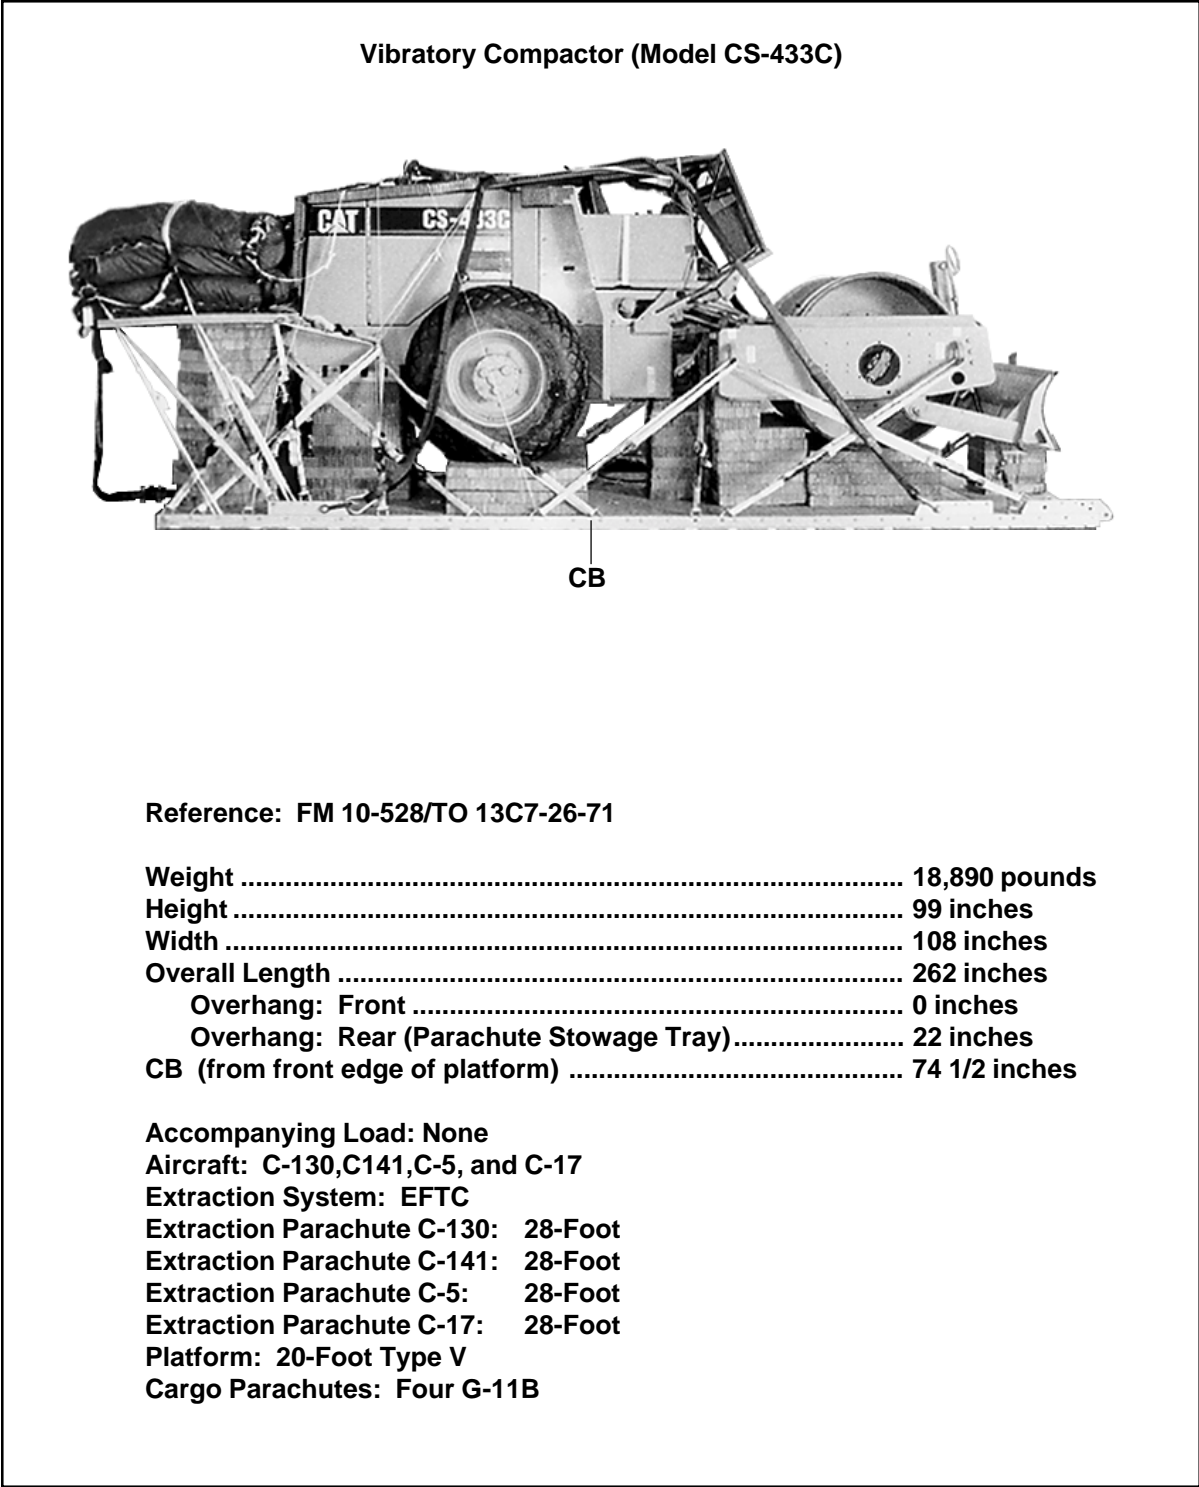 Vibratory Compactor (Model CS-433C)
CAT CS-433C
CB
Reference: FM 10-528/TO 13C7-26-71
Weight ........................................................................................ 18,890 pounds
Height ......................................................................................... 99 inches
Width .......................................................................................... 108 inches
Overall Length ........................................................................... 262 inches
Overhang: Front ................................................................. 0 inches
Overhang: Rear (Parachute Stowage Tray)....................... 22 inches
CB (from front edge of platform) ............................................ 74 1/2 inches
Accompanying Load: None
Aircraft: C-130,C141,C-5, and C-17
Extraction System: EFTC
Extraction Parachute C-130: 28-Foot
Extraction Parachute C-141: 28-Foot
Extraction Parachute C-5: 28-Foot
Extraction Parachute C-17: 28-Foot
Platform: 20-Foot Type V
Cargo Parachutes: Four G-11B